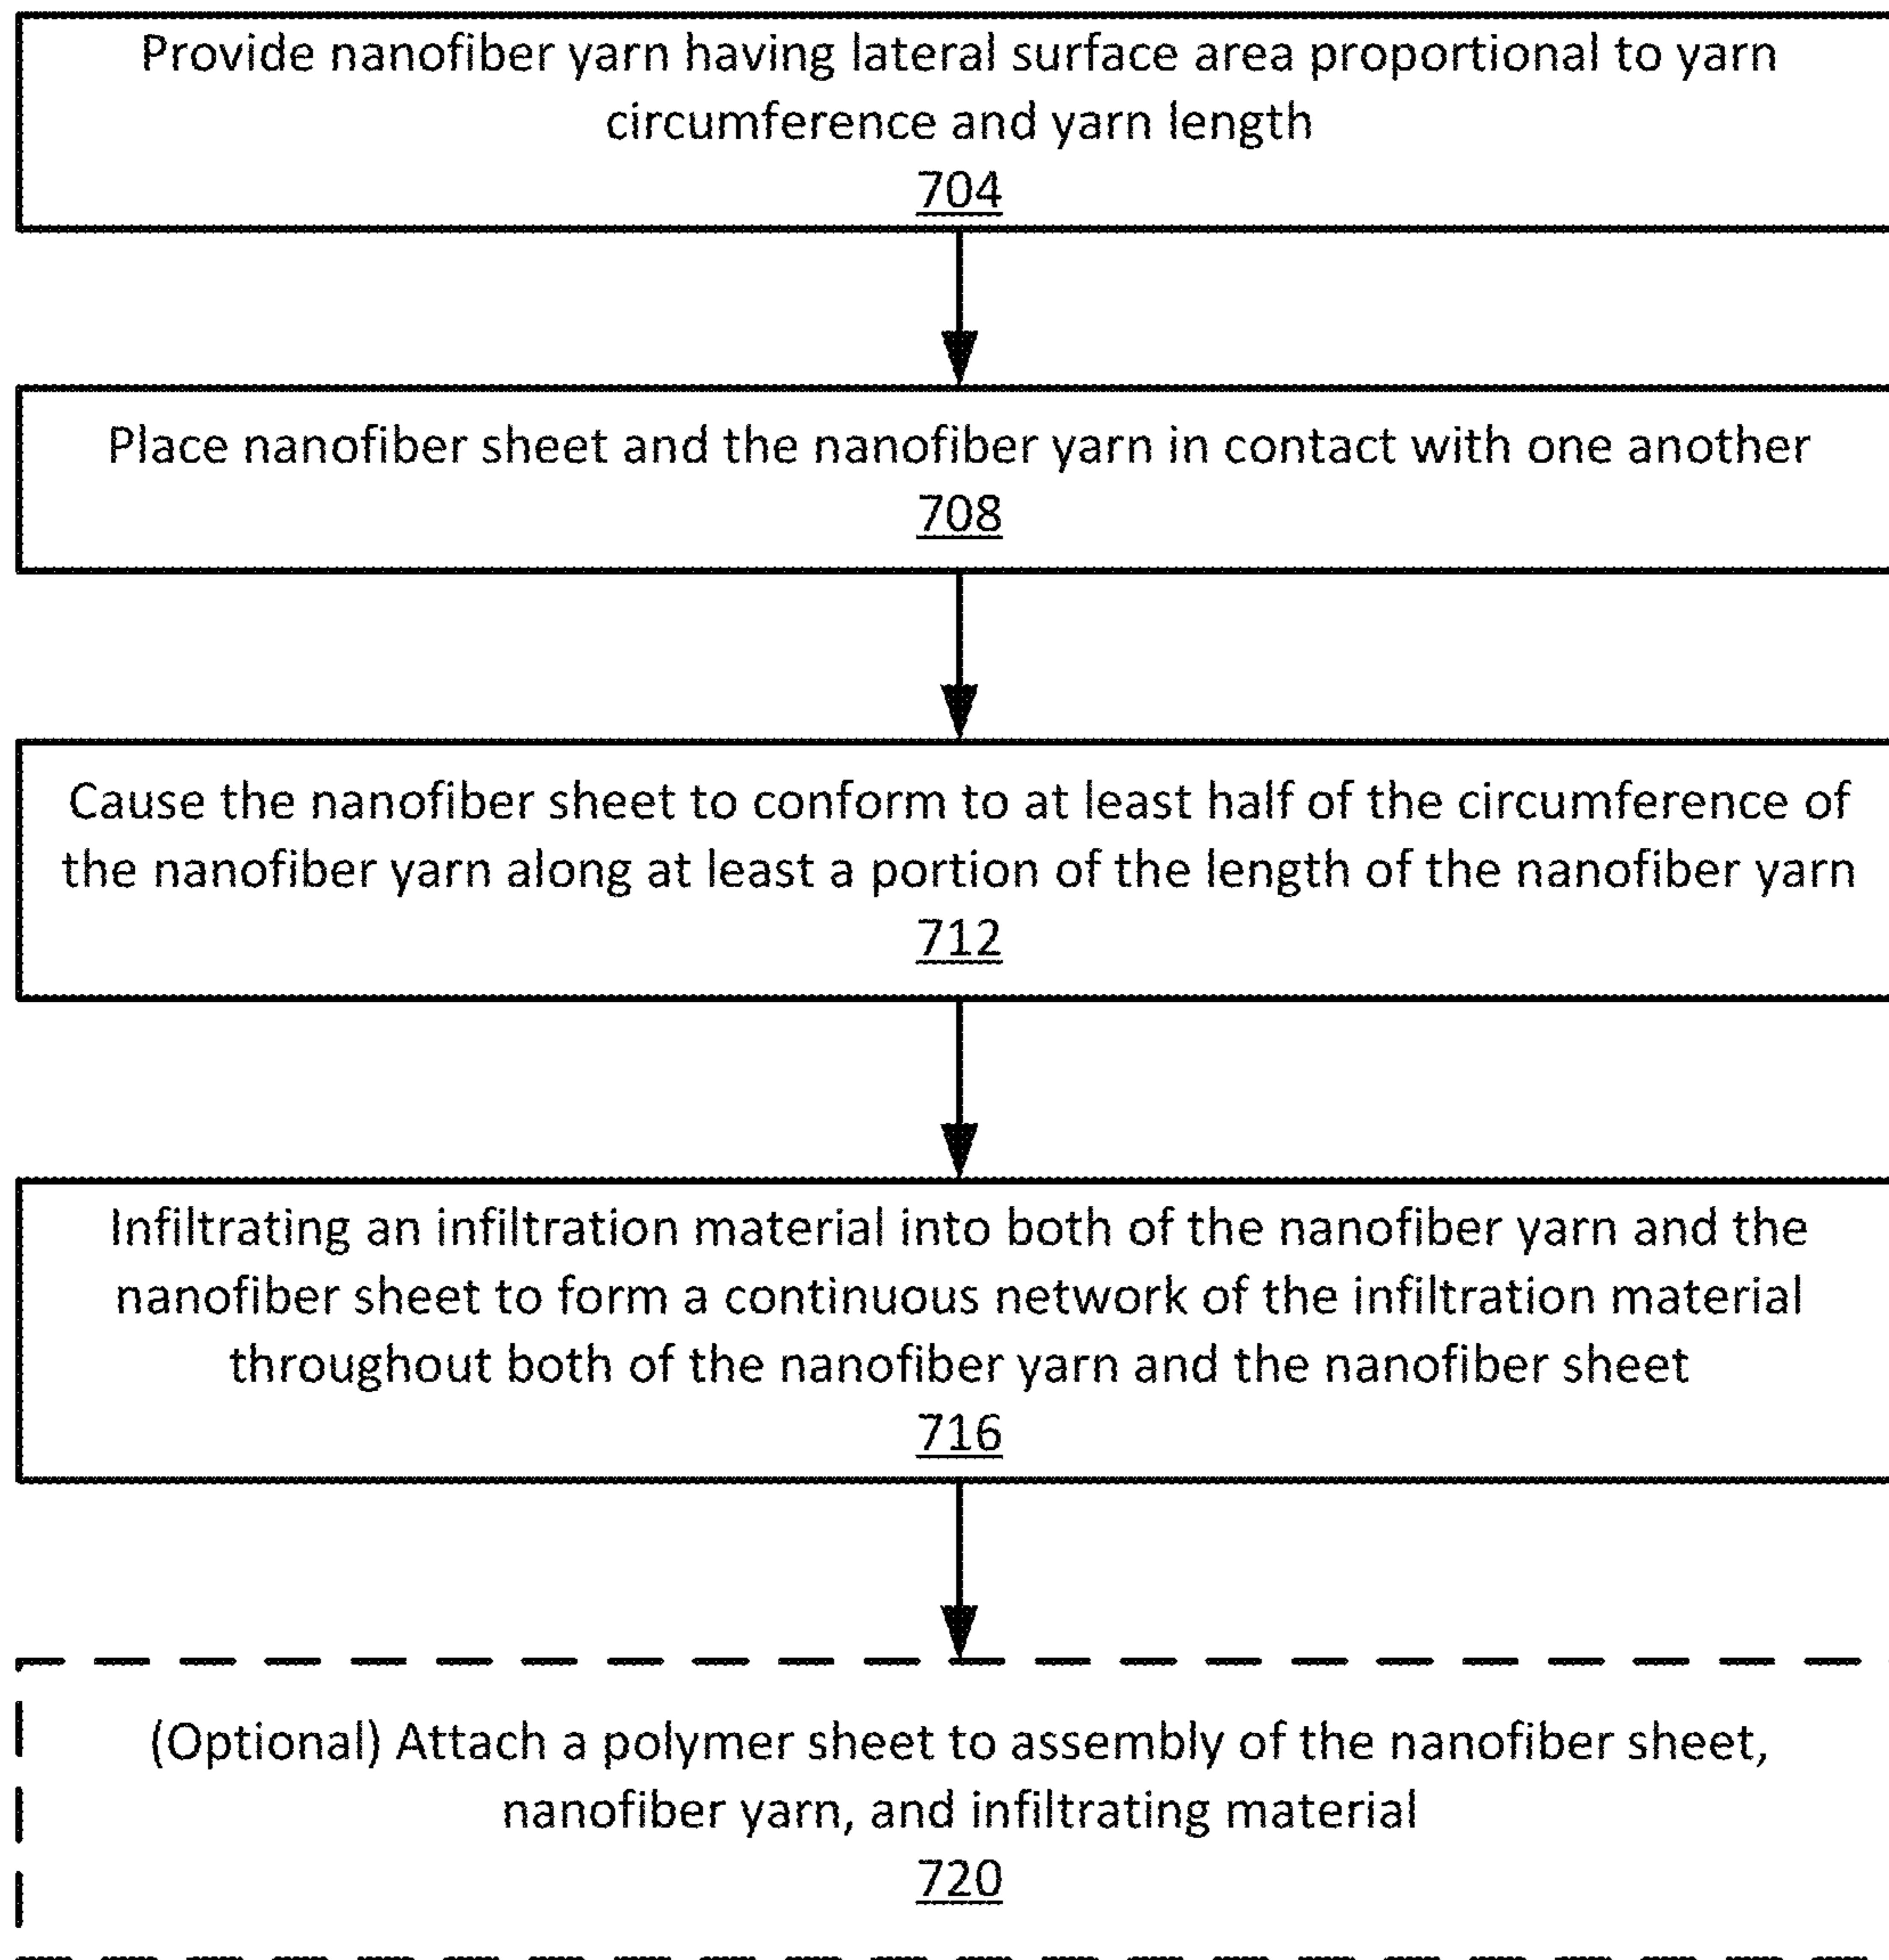 Provide nanofiber yarn having lateral surface area proportional to yarn
circumference and yarn length
704
Place nanofiber sheet and the nanofiber yarn in contact with one another
708
Cause the nanofiber sheet to conform to at least half of the circumference of
the nanofiber yarn along at least a portion of the length of the nanofiber yarn
712
Infiltrating an infiltration material into both of the nanofiber yarn and the
nanofiber sheet to form a continuous network of the infiltration material
throughout both of the nanofiber yarn and the nanofiber sheet
716
(Optional) Attach a polymer sheet to assembly of the nanofiber sheet,
nanofiber yarn, and infiltrating material
720